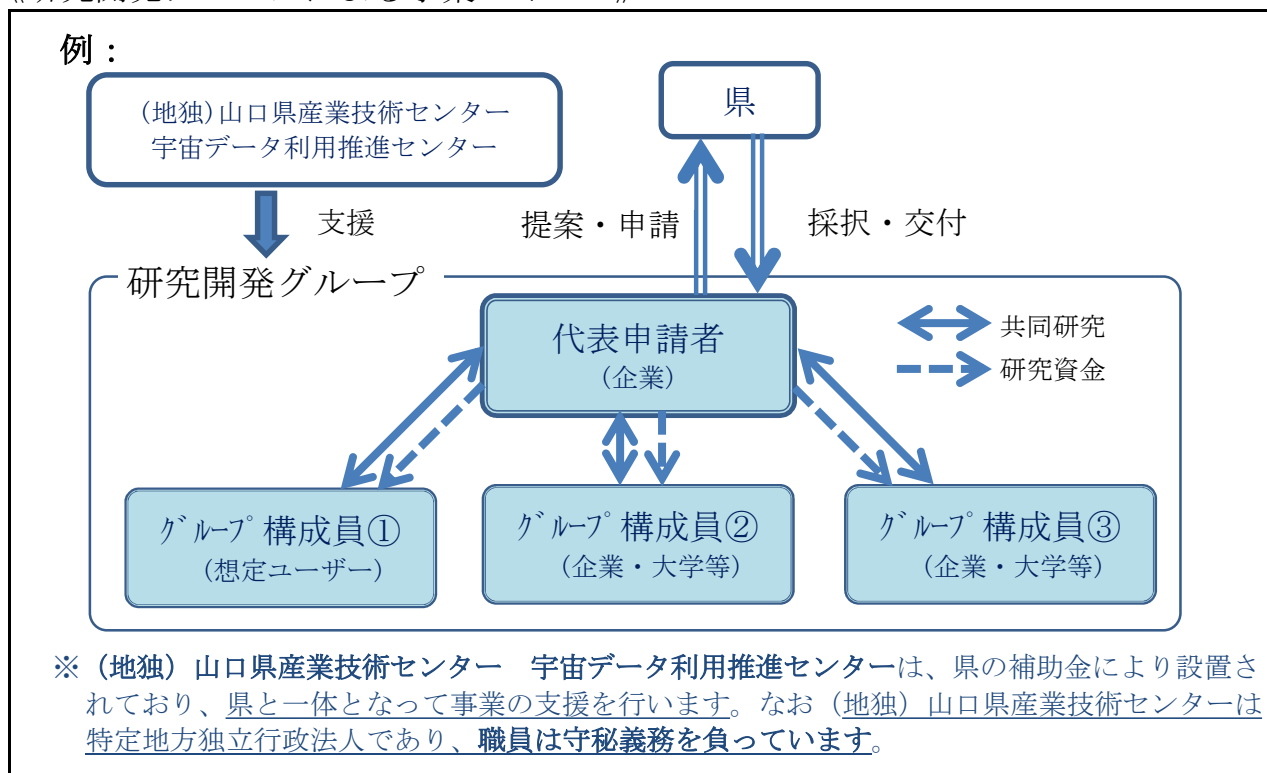 例：
(地独)山口県産業技術センター
宇宙データ利用推進センター
県
支援
提案・申請
採択・交付
研究開発グループ
代表申請者
(企業)
共同研究
研究資金
ｸﾞﾙｰﾌﾟ構成員①
(想定ユーザー)
ｸﾞﾙｰﾌﾟ構成員②
(企業・大学等)
ｸﾞﾙｰﾌﾟ構成員③
(企業・大学等)
※（地独）山口県産業技術センター　宇宙データ利用推進センターは、県の補助金により設置さ
れており、県と一体となって事業の支援を行います。なお（地独）山口県産業技術センターは
特定地方独立行政法人であり、職員は守秘義務を負っています。